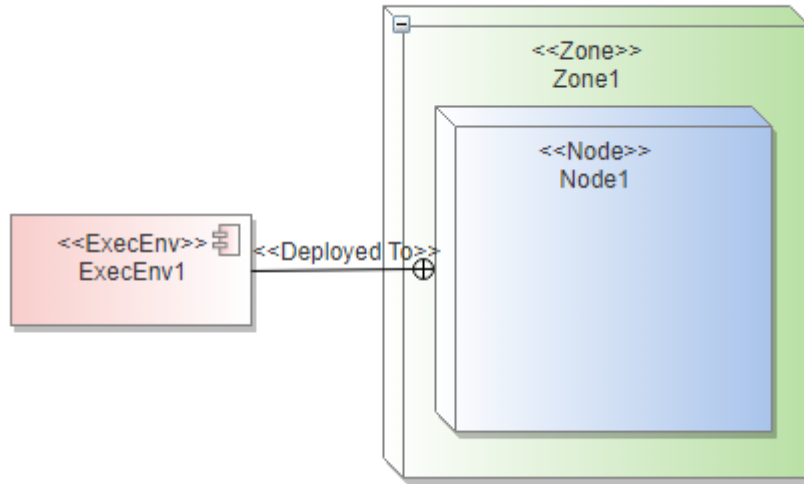 <<Zone>>
Zone1
<<Node>>
Node1
<<ExecEnv>>
ExecEnv1
<<Deployed To>>